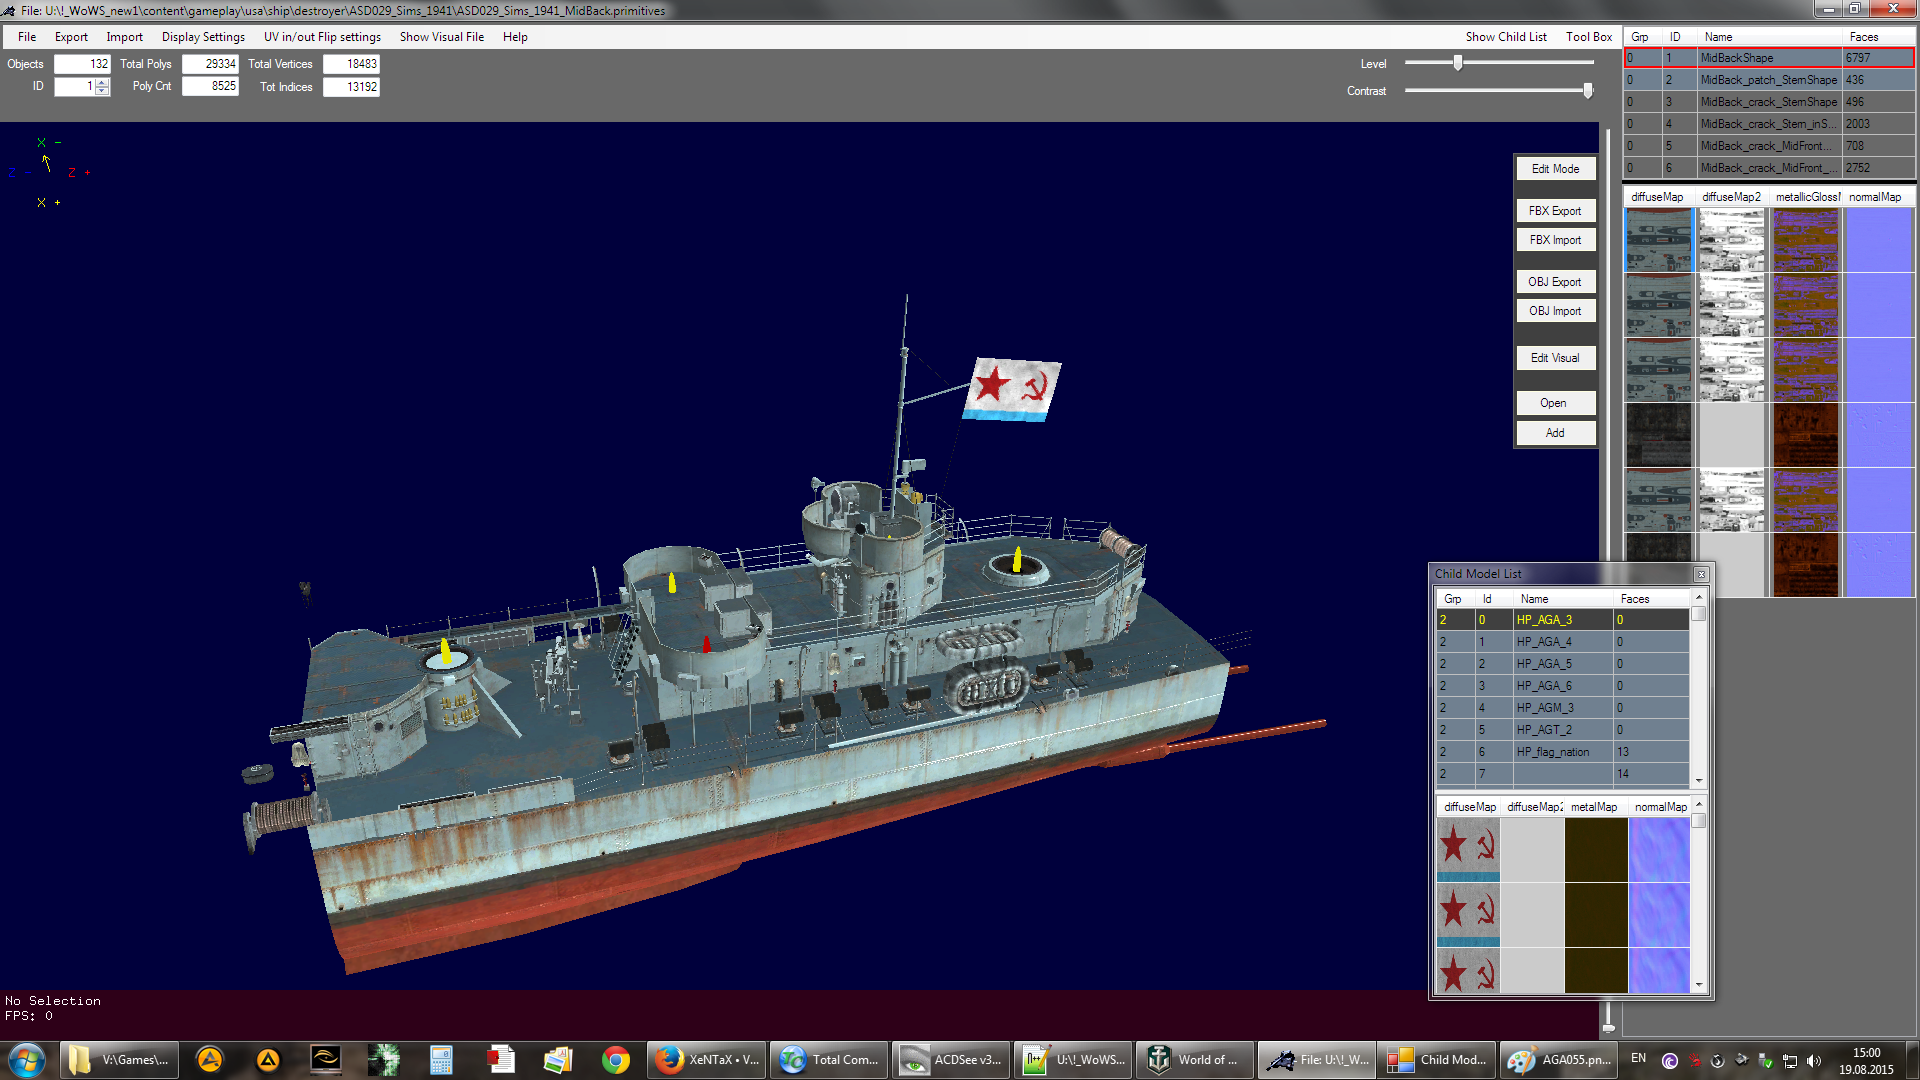 File: U:\!_WoWS_new1\content\gameplay\usa\ship\destroyer\ASD029_Sims_1941\ASD029_Sims_1941_MidBack.primitives
File Export Import Display Settings UV in/out Flip settings Show Visual File Help Show Child List Tool Box
Objects 132 Total Polys 29334 Total Vertices 18483
ID 1 Poly Cnt 8525 Tot Indices 13192
Level
Contrast
Grp ID Name Faces
0 1 MidBackShape 6797
0 2 MidBack_patch_StemShape 436
0 3 MidBack_crack_StemShape 496
0 4 MidBack_crack_Stem_inS... 2003
0 5 MidBack_crack_MidFront... 708
0 6 MidBack_crack_MidFront_... 2752
diffuseMap diffuseMap2 metallicGlossM normalMap
X -
Z - Z +
X +
Edit Mode
FBX Export
FBX Import
OBJ Export
OBJ Import
Edit Visual
Open
Add
Child Model List
Grp Id Name Faces
2 0 HP_AGA_3 0
2 1 HP_AGA_4 0
2 2 HP_AGA_5 0
2 3 HP_AGA_6 0
2 4 HP_AGM_3 0
2 5 HP_AGT_2 0
2 6 HP_flag_nation 13
2 7 14
diffuseMap diffuseMap2 metalMap normalMap
No Selection
FPS: 0
V:\Games\... XeNTaX • V... Total Com... ACDSee v3... U:\!_WoWS... World of ... File: U:\!_W... Child Mod... AGA055.pn... EN 15:00
19.08.2015